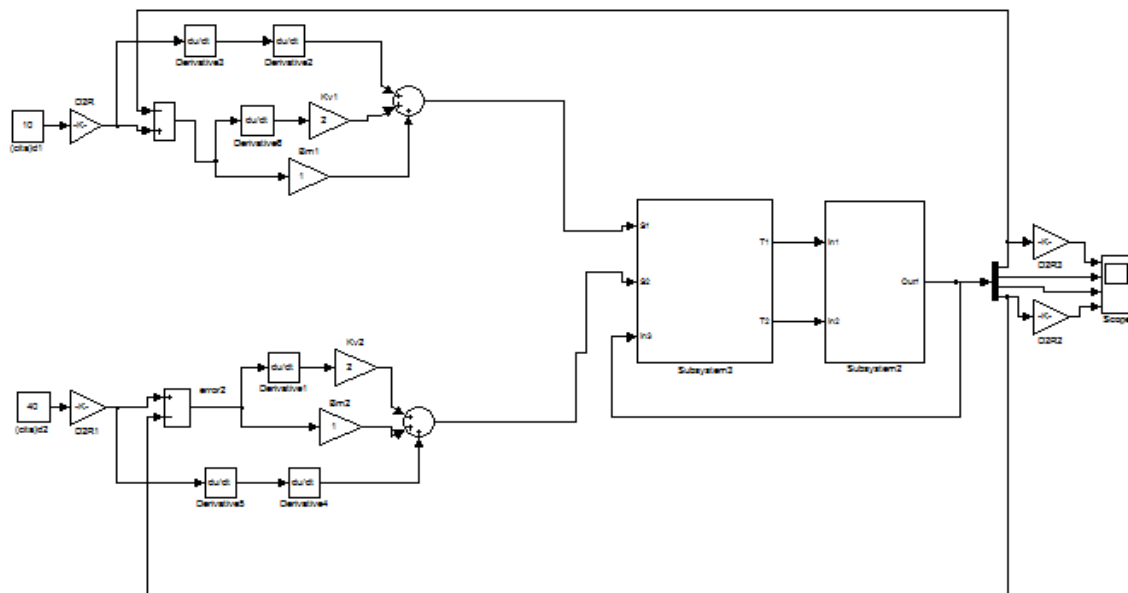 du/dt
Derivative3
du/dt
Derivative2
D2R
-K-
10
(cita)d1
Kv1
2
du/dt
Derivative6
Bm1
1
S1
S2
In3
T1
T2
Subsystem3
In1
In2
Out1
Subsystem2
-K-
D2R3
-K-
D2R2
Scope
error2
du/dt
Derivative1
Kv2
2
Bm2
1
40
(cita)d2
-K-
D2R1
du/dt
Derivative5
du/dt
Derivative4